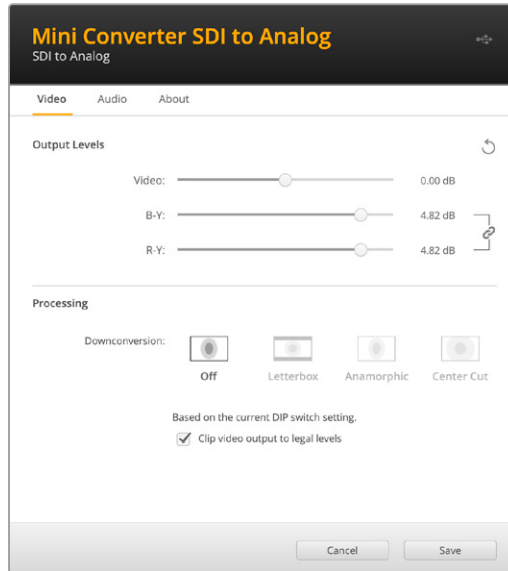 Mini Converter SDI to Analog
SDI to Analog
Video Audio About
Output Levels
Video: 0.00 dB
B-Y: 4.82 dB
R-Y: 4.82 dB
Processing
Downconversion:
Off Letterbox Anamorphic Center Cut
Based on the current DIP switch setting.
Clip video output to legal levels
Cancel Save